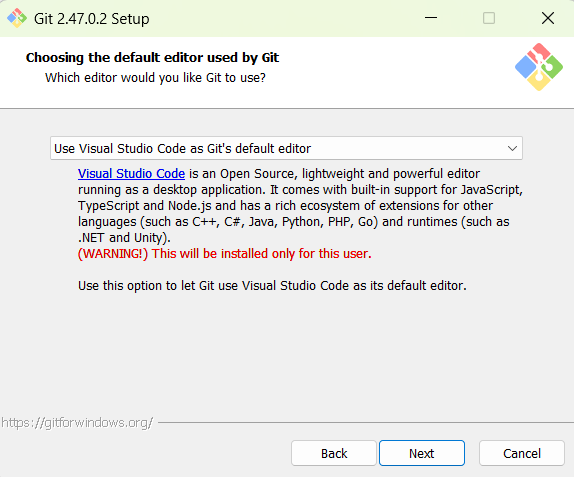 Git 2.47.0.2 Setup
Choosing the default editor used by Git
Which editor would you like Git to use?
Use Visual Studio Code as Git's default editor
Visual Studio Code is an Open Source, lightweight and powerful editor
running as a desktop application. It comes with built-in support for JavaScript,
TypeScript and Node.js and has a rich ecosystem of extensions for other
languages (such as C++, C#, Java, Python, PHP, Go) and runtimes (such as
.NET and Unity).
(WARNING!) This will be installed only for this user.
Use this option to let Git use Visual Studio Code as its default editor.
https://gitforwindows.org/
Back Next Cancel